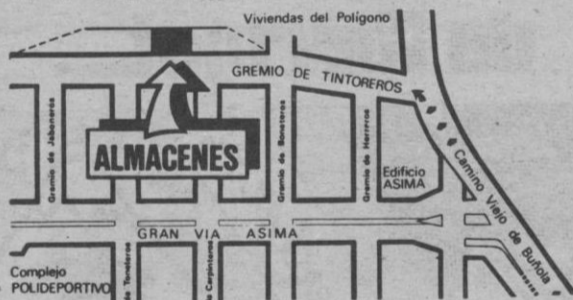 Viviendas del Polígono
GREMIO DE TINTOREROS
Gremio de Jaboneros
ALMACENES
Gremio de Boneteros
Gremio de Herreros
Edificio
ASIMA
Camino Viejo de Buñola
GRAN VIA ASIMA
Complejo
POLIDEPORTIVO
de Toneleros
Carpinteros